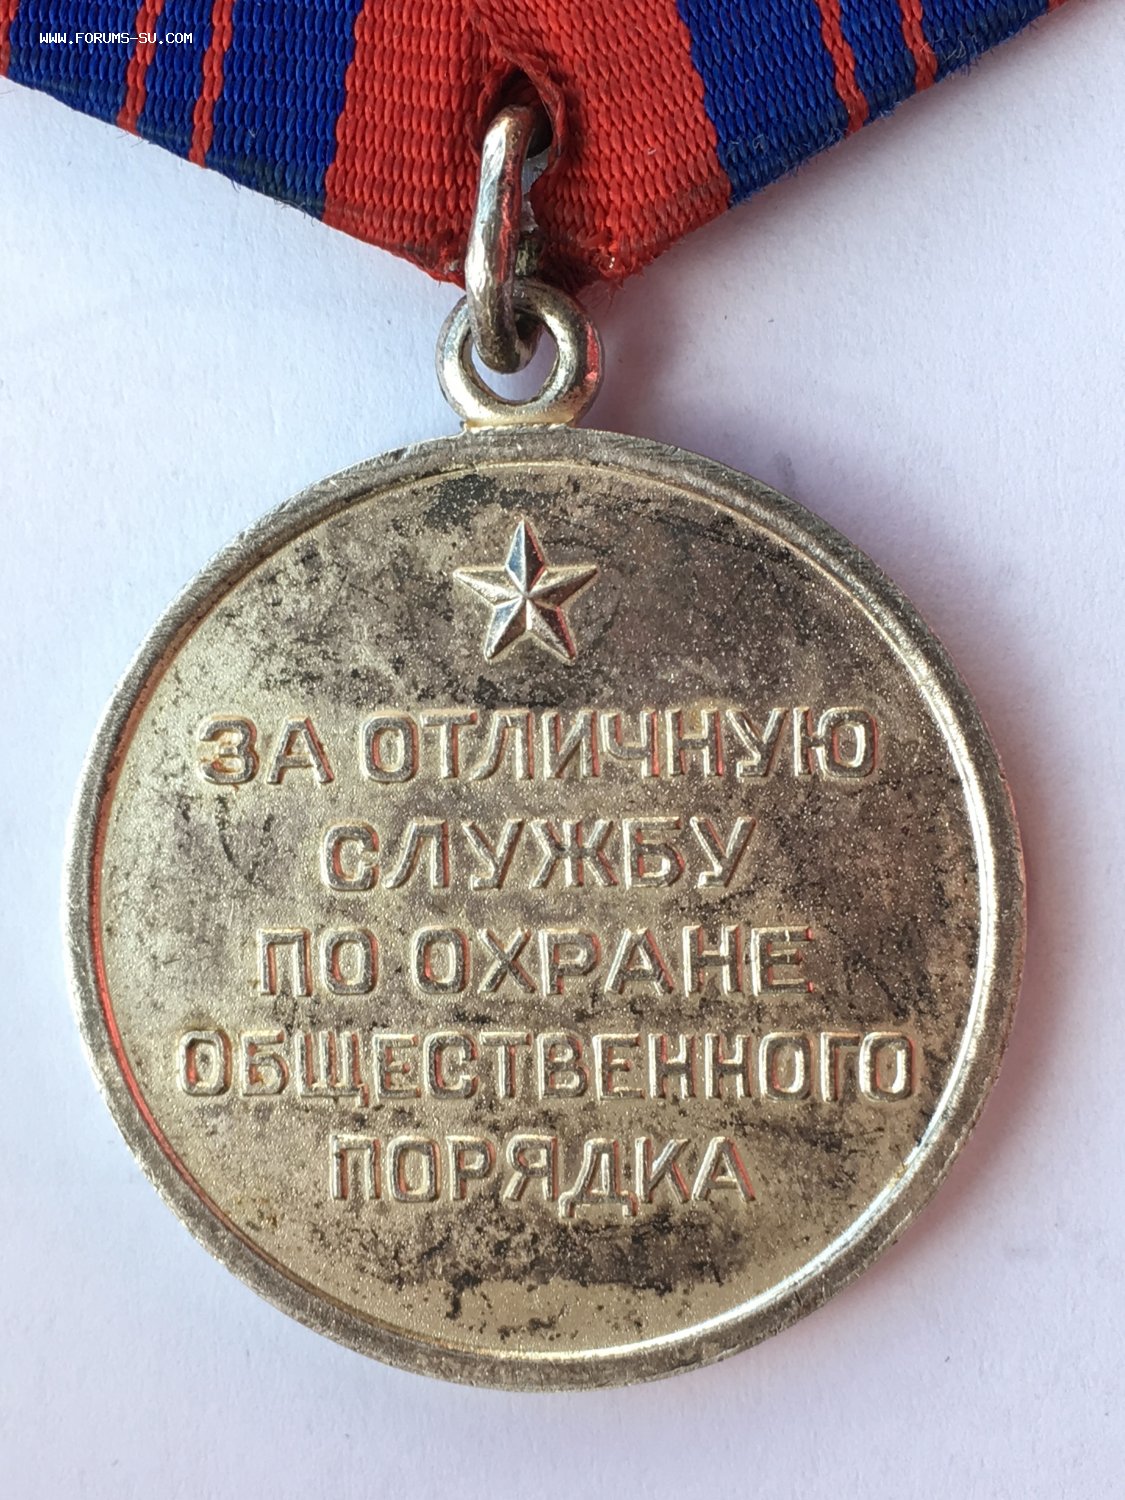 WWW.FORUMS-SU.COM
ЗА ОТЛИЧНУЮ
СЛУЖБУ
ПО ОХРАНЕ
ОБЩЕСТВЕННОГО
ПОРЯДКА